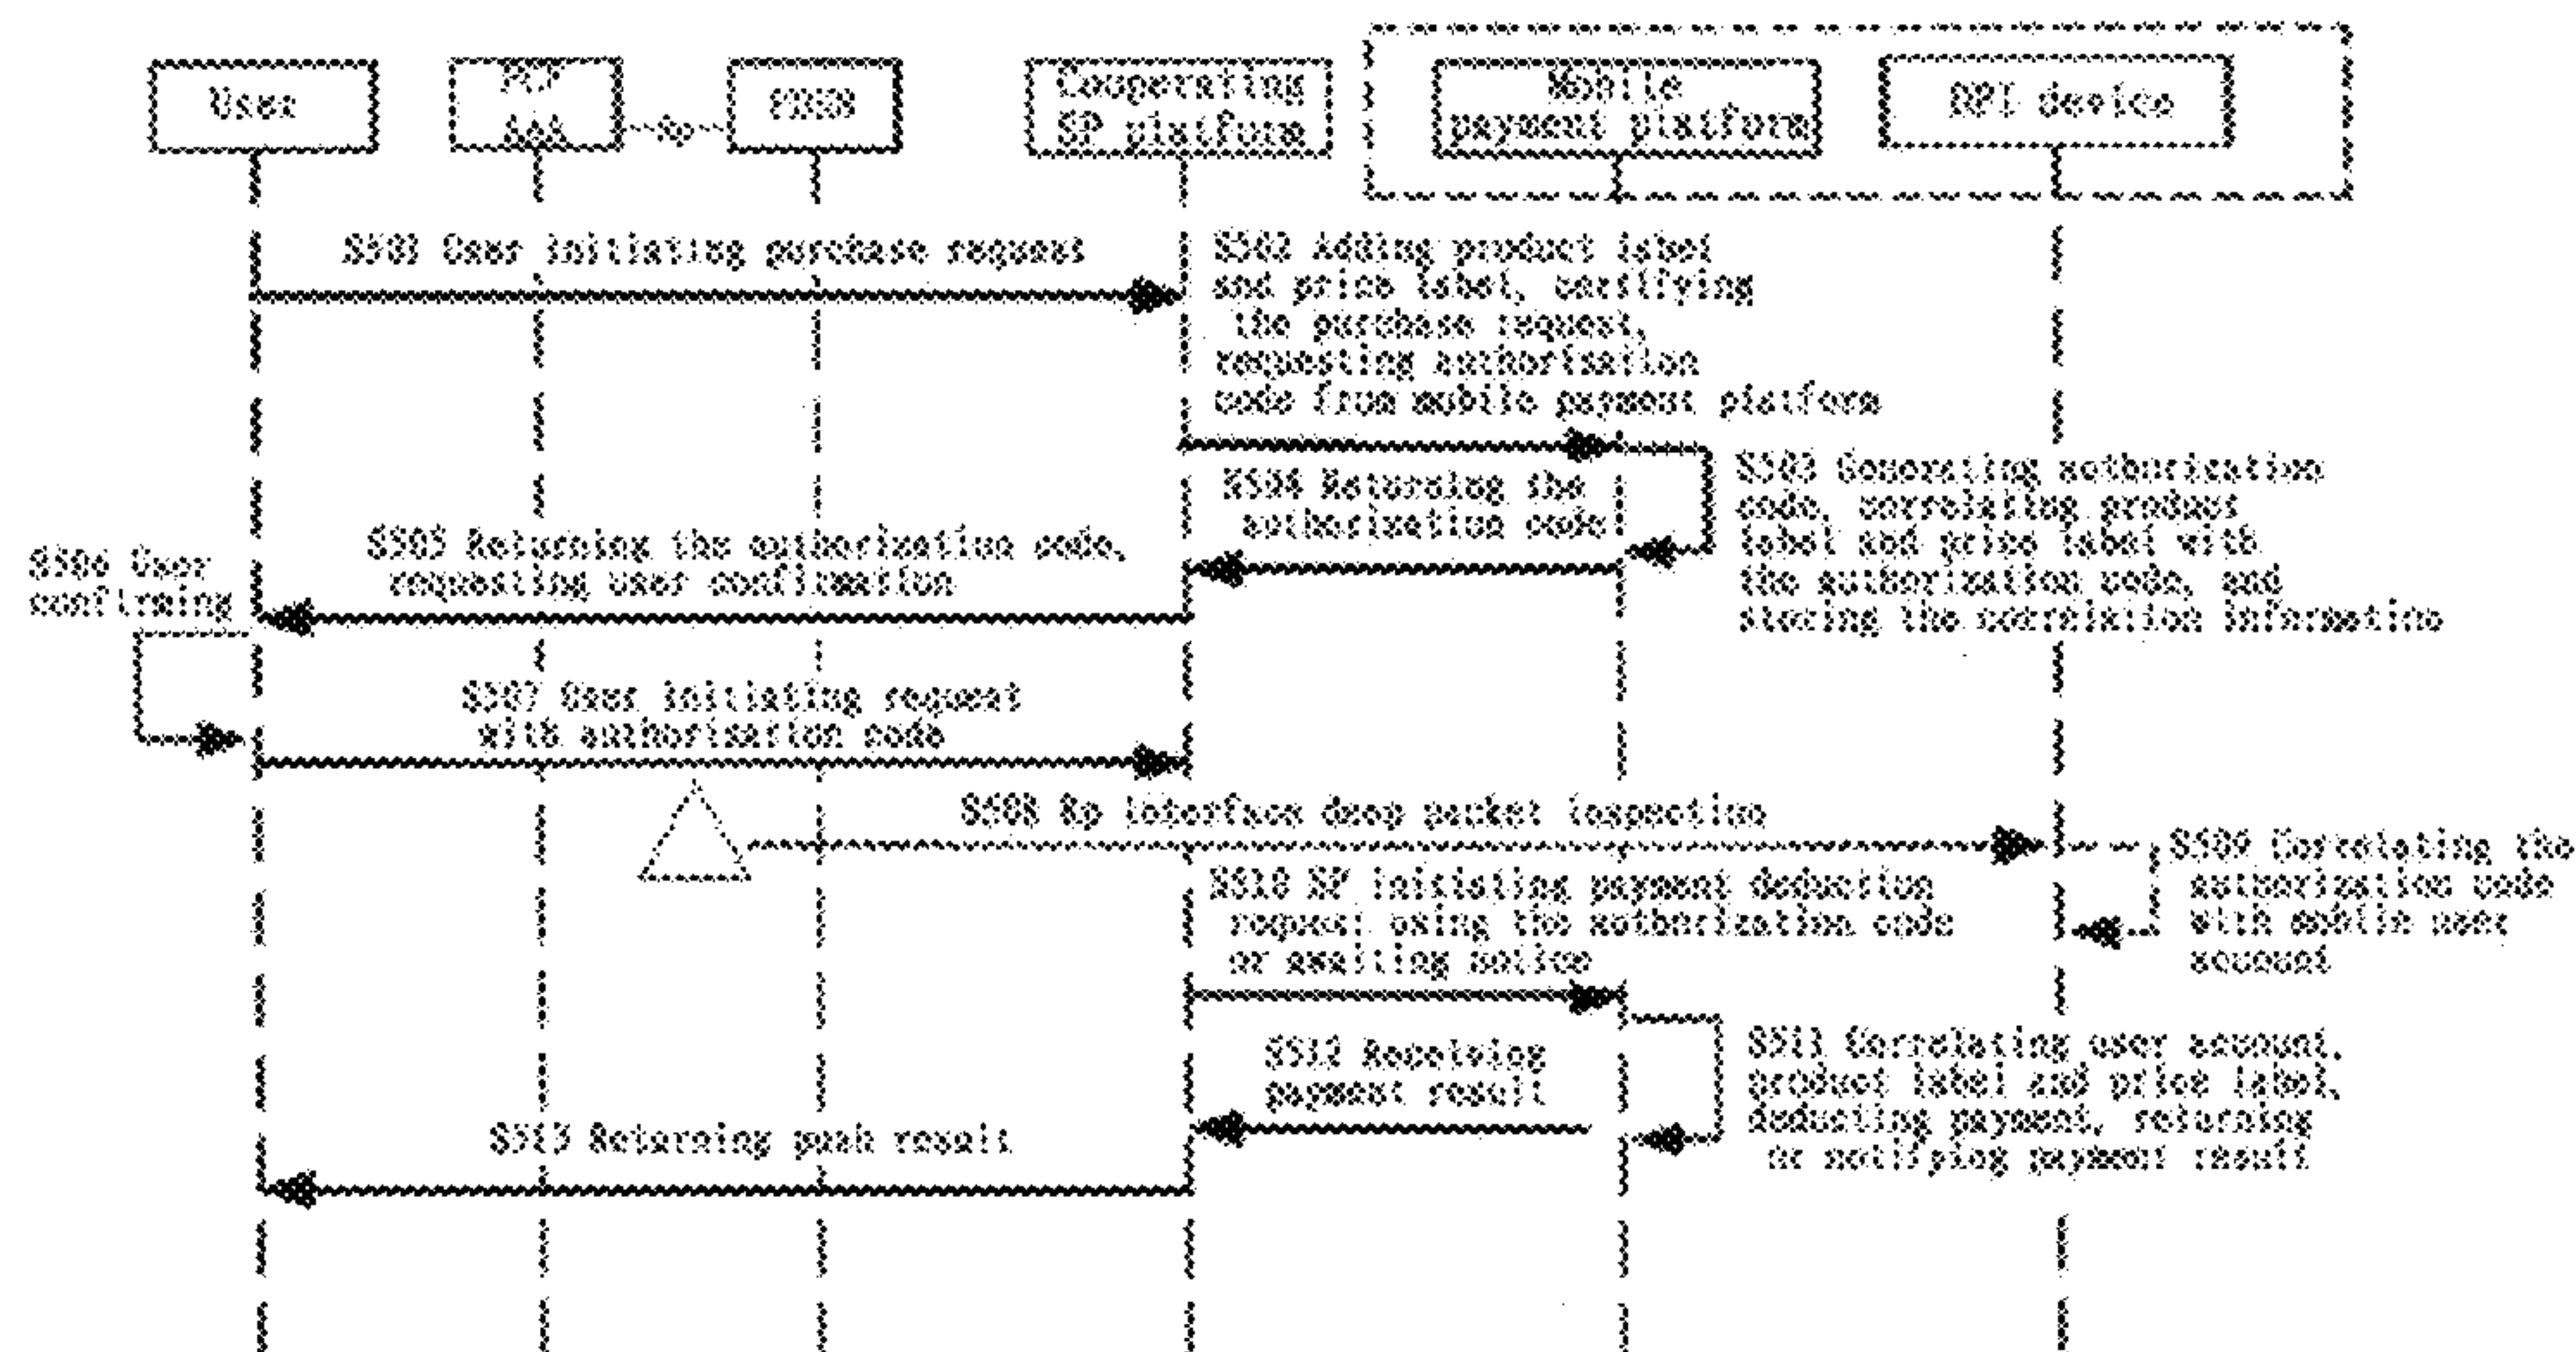 User
PCF
AAA
Rp
PDSN
Cooperating
SP platform
Mobile
payment platform
DPI device
S501 User initiating purchase request
S502 Adding product label
and price label, certifying
the purchase request,
requesting authorization
code from mobile payment platform
S503 Generating authorization
code, correlating product
label and price label with
the authorization code, and
storing the correlation information
S504 Returning the
authorization code
S505 Returning the authorization code,
requesting user confirmation
S506 User
confirming
S507 User initiating request
with authorization code
S508 Rp interface deep packet inspection
S509 Correlating the
authorization code
with mobile user
account
S510 SP initiating payment deduction
request using the authorization code
or awaiting notice
S511 Correlating user account,
product label and price label,
deducting payment, returning
or notifying payment result
S512 Receiving
payment result
S513 Returning push result